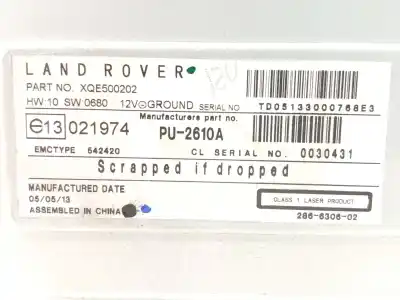 LAND ROVER
PART NO. XQE500202
HW:10 SW:0680 12V⊖GROUND SERIAL NO TD05133000768E3
Manufacturers part no.
e13 021974 PU-2610A
EMCTYPE 542420 CL SERIAL NO. 0030431
Scrapped if dropped
MANUFACTURED DATE
05/05/13
ASSEMBLED IN CHINA
CLASS 1 LASER PRODUCT
286-6306-02